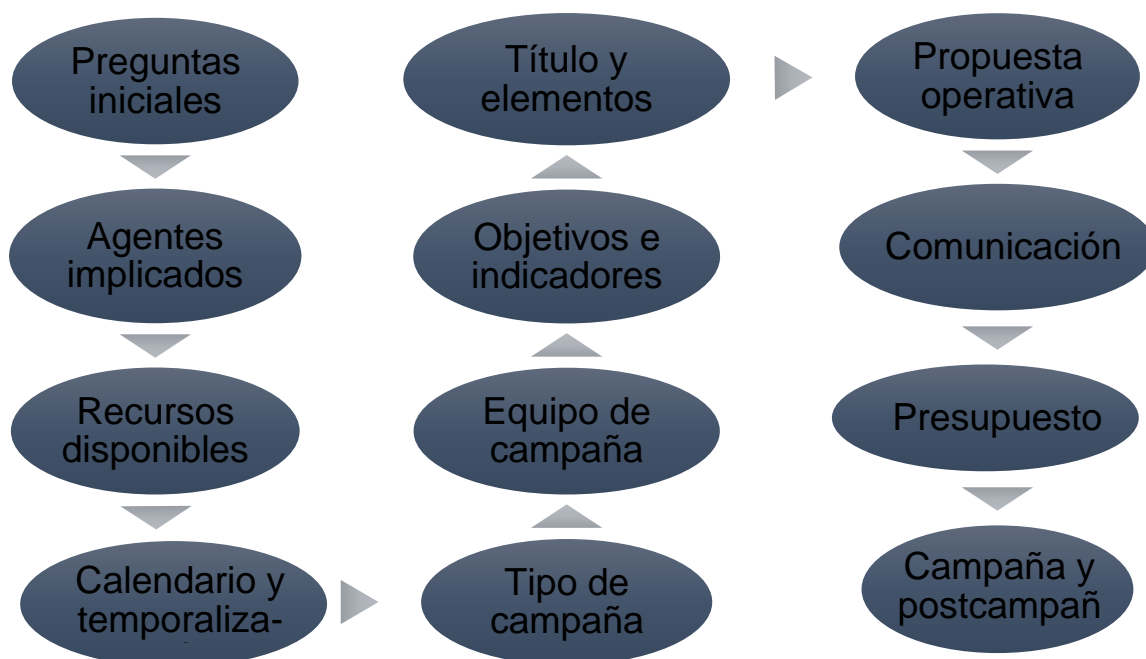 Preguntas
iniciales
Agentes
implicados
Recursos
disponibles
Calendario y
temporaliza-
Tipo de
campaña
Equipo de
campaña
Objetivos e
indicadores
Título y
elementos
Propuesta
operativa
Comunicación
Presupuesto
Campaña y
postcampañ